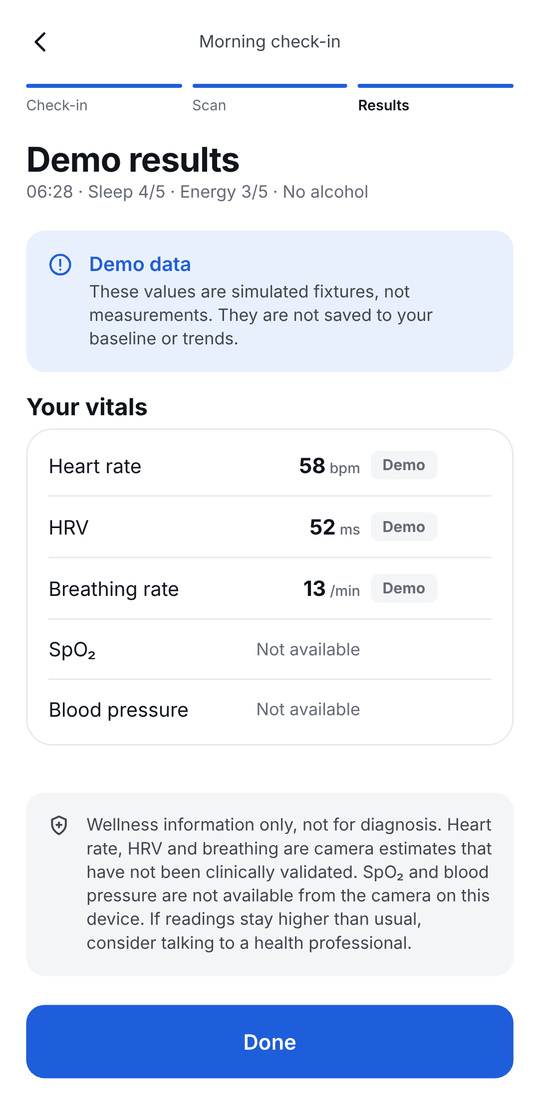 Morning check-in
Check-in
Scan
Results
Demo results
06:28 · Sleep 4/5 · Energy 3/5 · No alcohol
Demo data
These values are simulated fixtures, not
measurements. They are not saved to your
baseline or trends.
Your vitals
Heart rate 58 bpm Demo
HRV 52 ms Demo
Breathing rate 13 /min Demo
SpO₂ Not available
Blood pressure Not available
Wellness information only, not for diagnosis. Heart
rate, HRV and breathing are camera estimates that
have not been clinically validated. SpO₂ and blood
pressure are not available from the camera on this
device. If readings stay higher than usual,
consider talking to a health professional.
Done